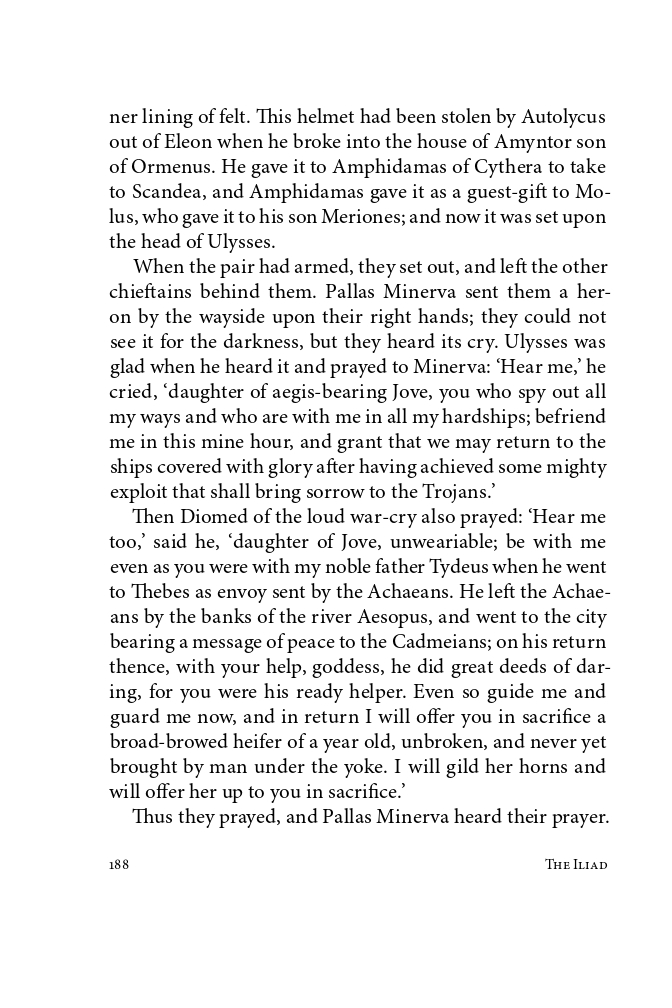 ner lining of felt. This helmet had been stolen by Autolycus
out of Eleon when he broke into the house of Amyntor son
of Ormenus. He gave it to Amphidamas of Cythera to take
to Scandea, and Amphidamas gave it as a guest-gift to Mo-
lus, who gave it to his son Meriones; and now it was set upon
the head of Ulysses.
When the pair had armed, they set out, and left the other
chieftains behind them. Pallas Minerva sent them a her-
on by the wayside upon their right hands; they could not
see it for the darkness, but they heard its cry. Ulysses was
glad when he heard it and prayed to Minerva: ‘Hear me,’ he
cried, ‘daughter of aegis-bearing Jove, you who spy out all
my ways and who are with me in all my hardships; befriend
me in this mine hour, and grant that we may return to the
ships covered with glory after having achieved some mighty
exploit that shall bring sorrow to the Trojans.’
Then Diomed of the loud war-cry also prayed: ‘Hear me
too,’ said he, ‘daughter of Jove, unweariable; be with me
even as you were with my noble father Tydeus when he went
to Thebes as envoy sent by the Achaeans. He left the Achae-
ans by the banks of the river Aesopus, and went to the city
bearing a message of peace to the Cadmeians; on his return
thence, with your help, goddess, he did great deeds of dar-
ing, for you were his ready helper. Even so guide me and
guard me now, and in return I will offer you in sacrifice a
broad-browed heifer of a year old, unbroken, and never yet
brought by man under the yoke. I will gild her horns and
will offer her up to you in sacrifice.’
Thus they prayed, and Pallas Minerva heard their prayer.
188 The Iliad